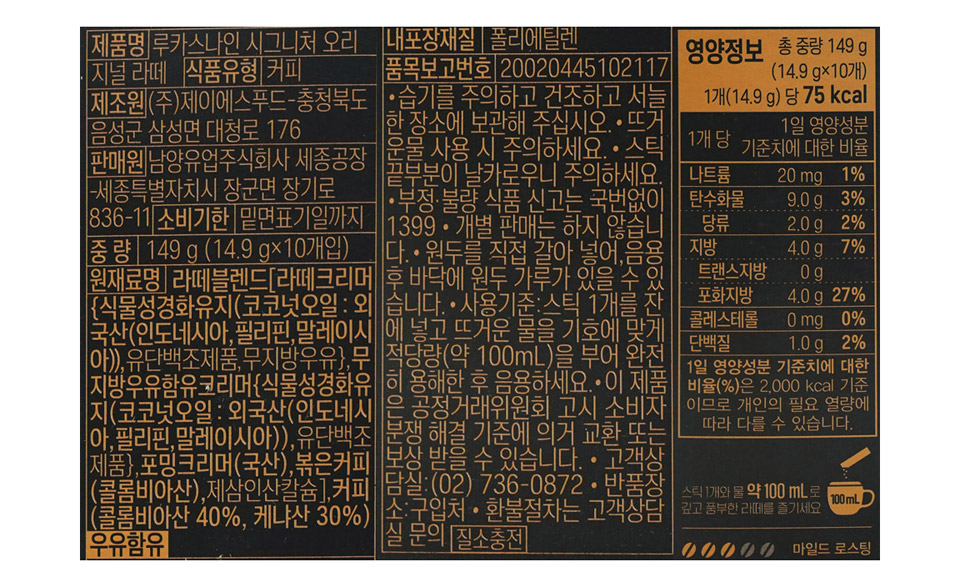 제품명 루카스나인 시그니처 오리
지널 라떼 식품유형 커피
제조원 (주)제이에스푸드-충청북도
음성군 삼성면 대청로 176
판매원 남양유업주식회사 세종공장
-세종특별자치시 장군면 장기로
836-11 소비기한 밑면표기일까지
중 량 149 g (14.9 g×10개입)
원재료명 라떼블렌드[라떼크리머
{식물성경화유지(코코넛오일 : 외
국산(인도네시아,필리핀,말레이시
아)),유단백조제품,무지방우유},무
지방우유함유크리머{식물성경화유
지(코코넛오일 : 외국산(인도네시
아,필리핀,말레이시아)),유단백조
제품},포밍크리머(국산),볶은커피
(콜롬비아산),제삼인산칼슘],커피
(콜롬비아산 40%, 케냐산 30%)
우유함유
내포장재질 폴리에틸렌
품목보고번호 20020445102117
•습기를 주의하고 건조하고 서늘
한 장소에 보관해 주십시오. • 뜨거
운물 사용 시 주의하세요. • 스틱
끝부분이 날카로우니 주의하세요.
•부정·불량 식품 신고는 국번없이
1399 • 개별 판매는 하지 않습니
다. • 원두를 직접 갈아 넣어,음용
후 바닥에 원두 가루가 있을 수 있
습니다. • 사용기준:스틱 1개를 잔
에 넣고 뜨거운 물을 기호에 맞게
적당량(약 100mL)을 부어 완전
히 용해한 후 음용하세요. • 이 제품
은 공정거래위원회 고시 소비자
분쟁 해결 기준에 의거 교환 또는
보상 받을 수 있습니다. • 고객상
담실:(02) 736-0872 • 반품장
소:구입처 • 환불절차는 고객상담
실 문의 질소충전
영양정보 총 중량 149 g
(14.9 g×10개)
1개(14.9 g) 당 75 kcal
1개 당 1일 영양성분
기준치에 대한 비율
나트륨 20 mg 1%
탄수화물 9.0 g 3%
당류 2.0 g 2%
지방 4.0 g 7%
트랜스지방 0 g
포화지방 4.0 g 27%
콜레스테롤 0 mg 0%
단백질 1.0 g 2%
1일 영양성분 기준치에 대한
비율(%)은 2,000 kcal 기준
이므로 개인의 필요 열량에
따라 다를 수 있습니다.
스틱 1개와 물 약 100 mL로
깊고 풍부한 라떼를 즐기세요
100 mL
마일드 로스팅